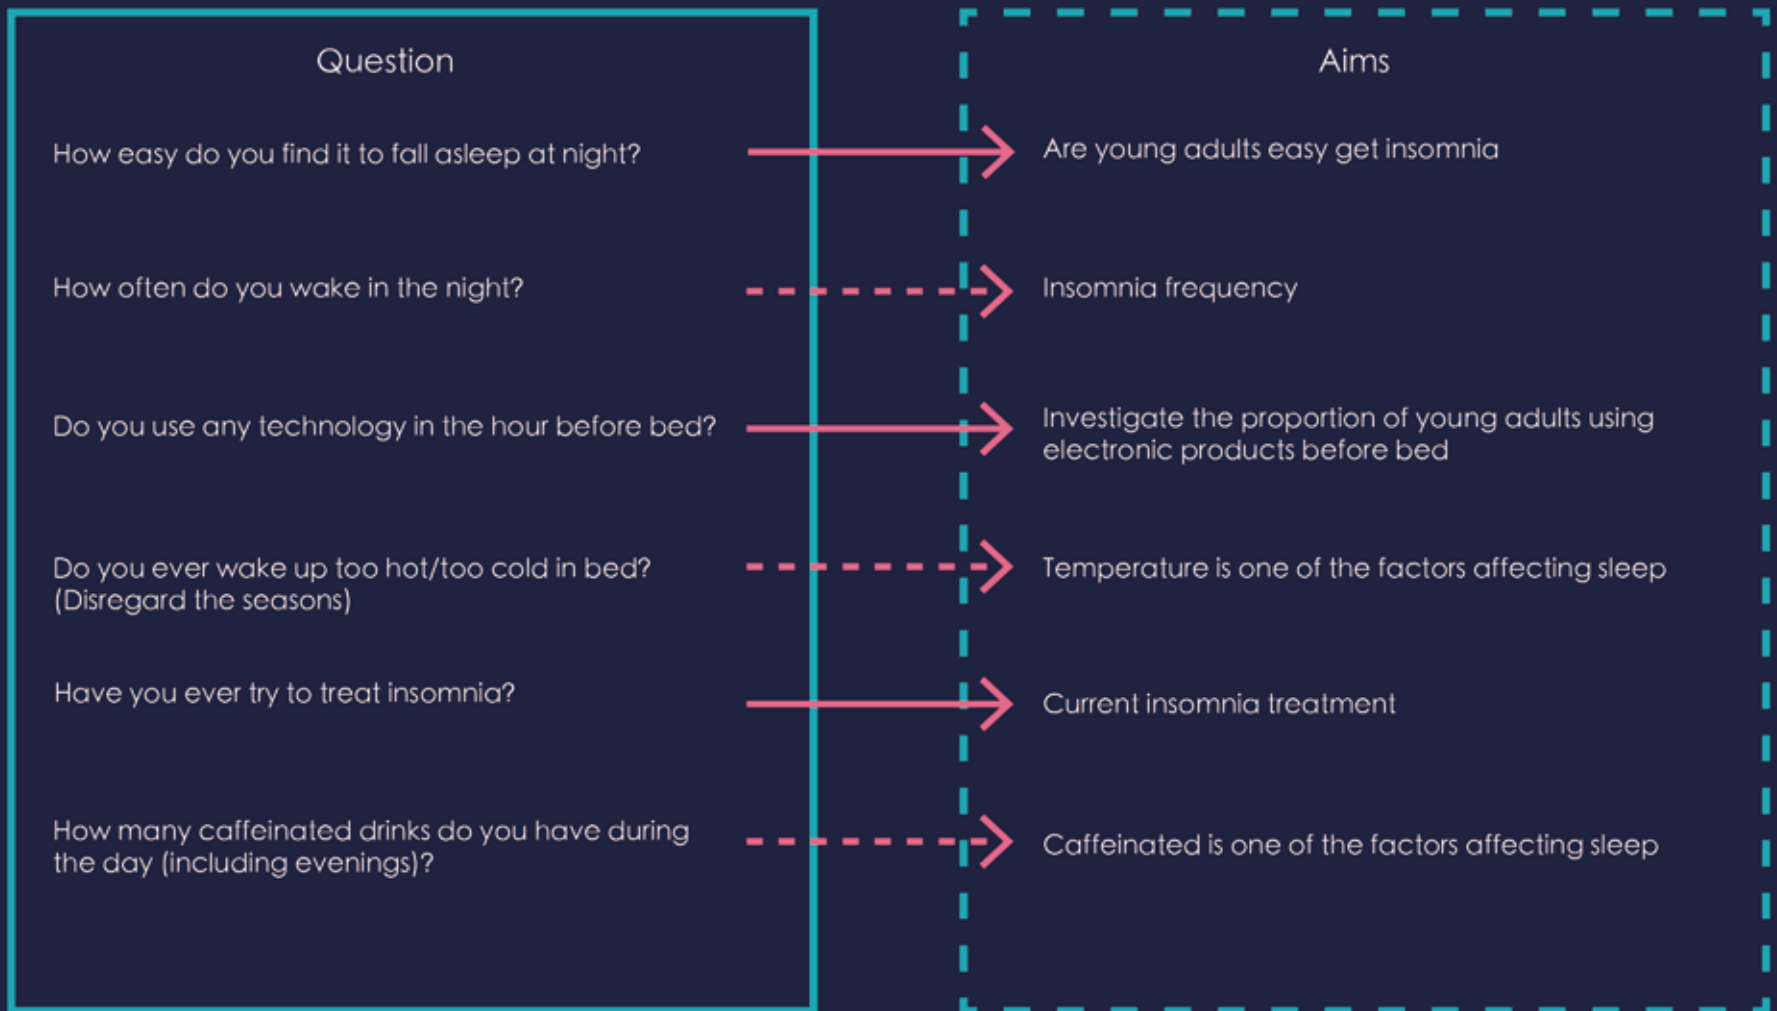 Question
How easy do you find it to fall asleep at night?
How often do you wake in the night?
Do you use any technology in the hour before bed?
Do you ever wake up too hot/too cold in bed?
(Disregard the seasons)
Have you ever try to treat insomnia?
How many caffeinated drinks do you have during
the day (including evenings)?
Aims
Are young adults easy get insomnia
Insomnia frequency
Investigate the proportion of young adults using
electronic products before bed
Temperature is one of the factors affecting sleep
Current insomnia treatment
Caffeinated is one of the factors affecting sleep